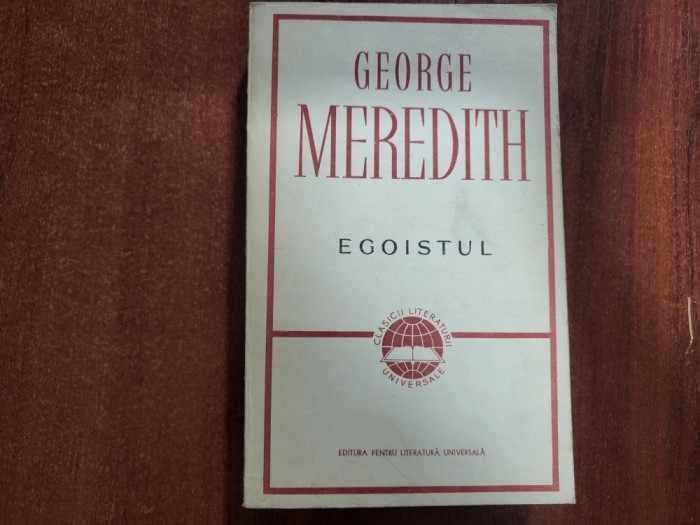 GEORGE
MEREDITH
EGOISTUL
CLASICII LITERATURII
UNIVERSALE
EDITURA PENTRU LITERATURĂ UNIVERSALĂ